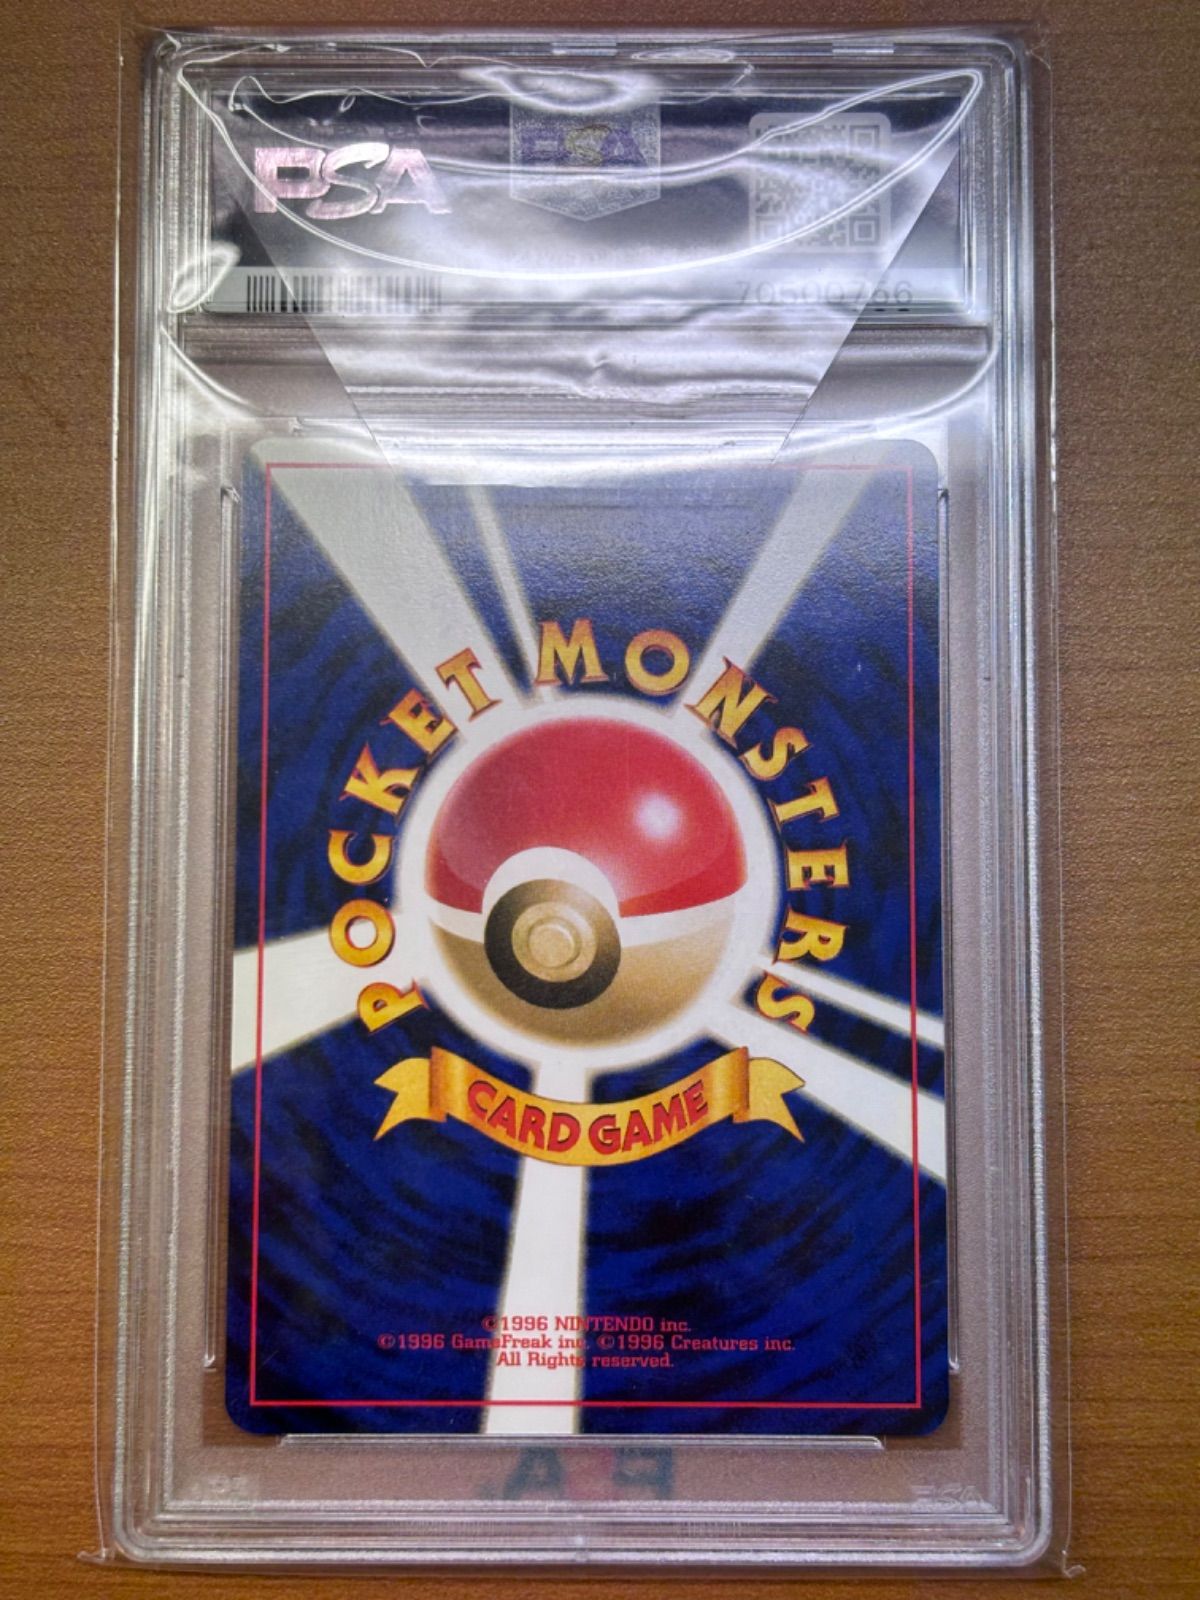 PSA
PSA
70500766
POCKET MONSTERS
CARD GAME
©1996 NINTENDO inc.
©1996 GameFreak inc. ©1996 Creatures inc.
All Rights reserved.
PSA